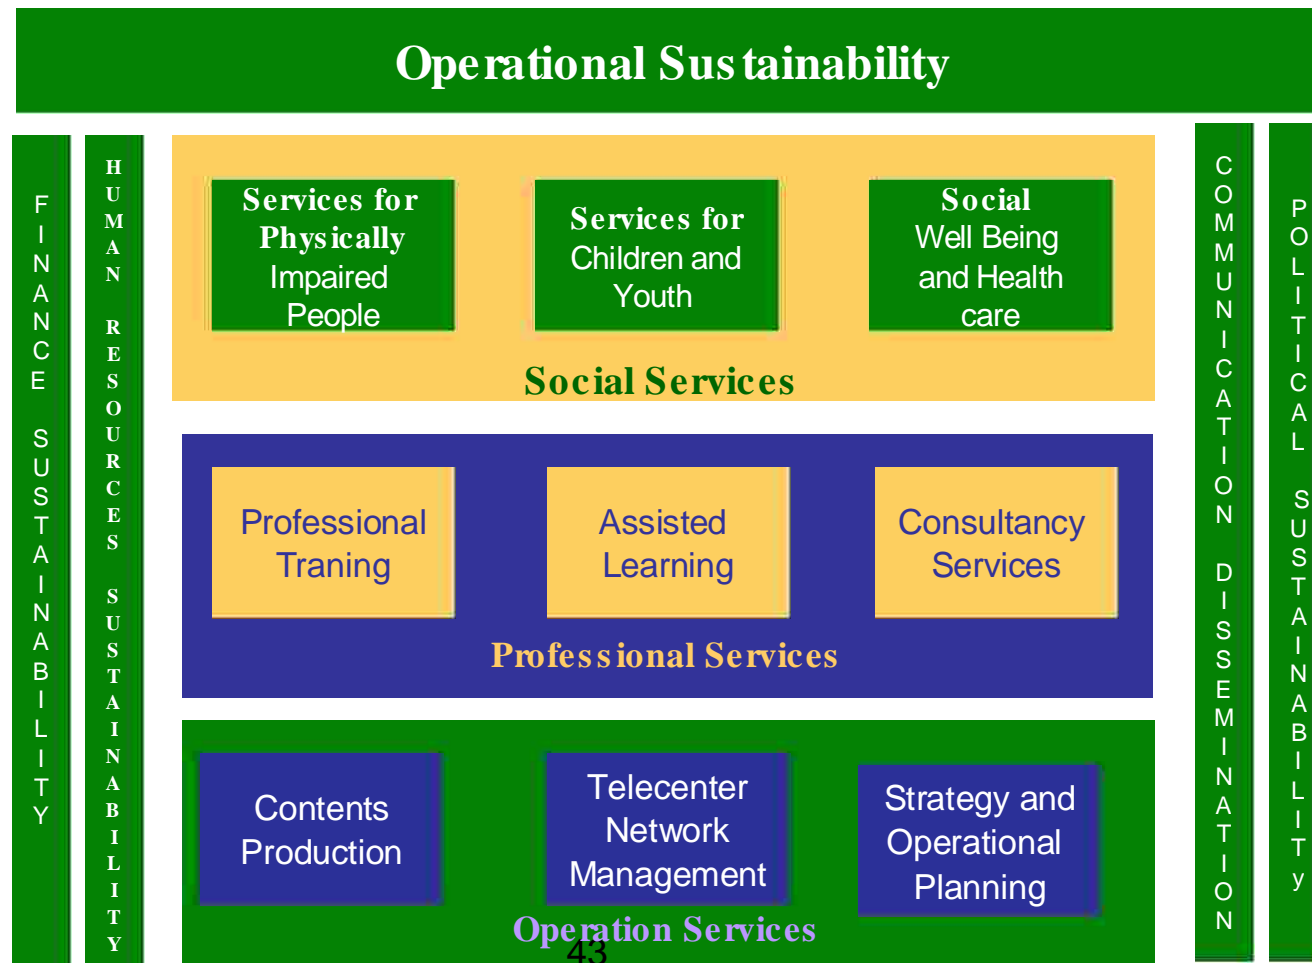 Operational Sustainability
FINANCE SUSTAINABILITY
HUMAN RESOURCES SUSTAINABILITY
Services for
Physically
Impaired
People
Services for
Children and
Youth
Social
Well Being
and Health
care
Social Services
Professional
Traning
Assisted
Learning
Consultancy
Services
Professional Services
Contents
Production
Telecenter
Network
Management
Strategy and
Operational
Planning
Operation Services
43
COMMUNICATION DISSEMINATION
POLITICAL SUSTAINABILITy